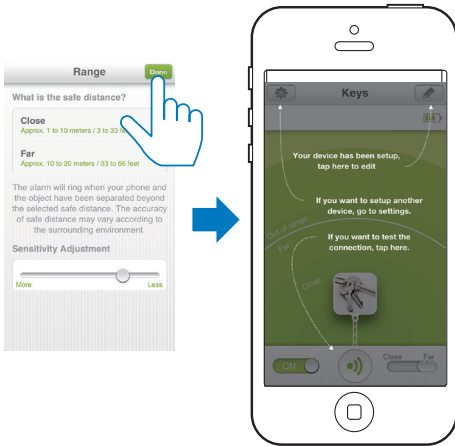 Range
Done
What is the safe distance?
Close
Approx. 1 to 10 meters / 3 to 33 feet
Far
Approx. 10 to 20 meters / 33 to 66 feet
The alarm will ring when your phone and
the object have been separated beyond
the selected safe distance. The accuracy
of safe distance may vary according to
the surrounding environment.
Sensitivity Adjustment
More
Less
Keys
Your device has been setup,
tap here to edit
If you want to setup another
device, go to settings.
If you want to test the
connection, tap here.
Out of range
Far
Close
ON
Close
Far